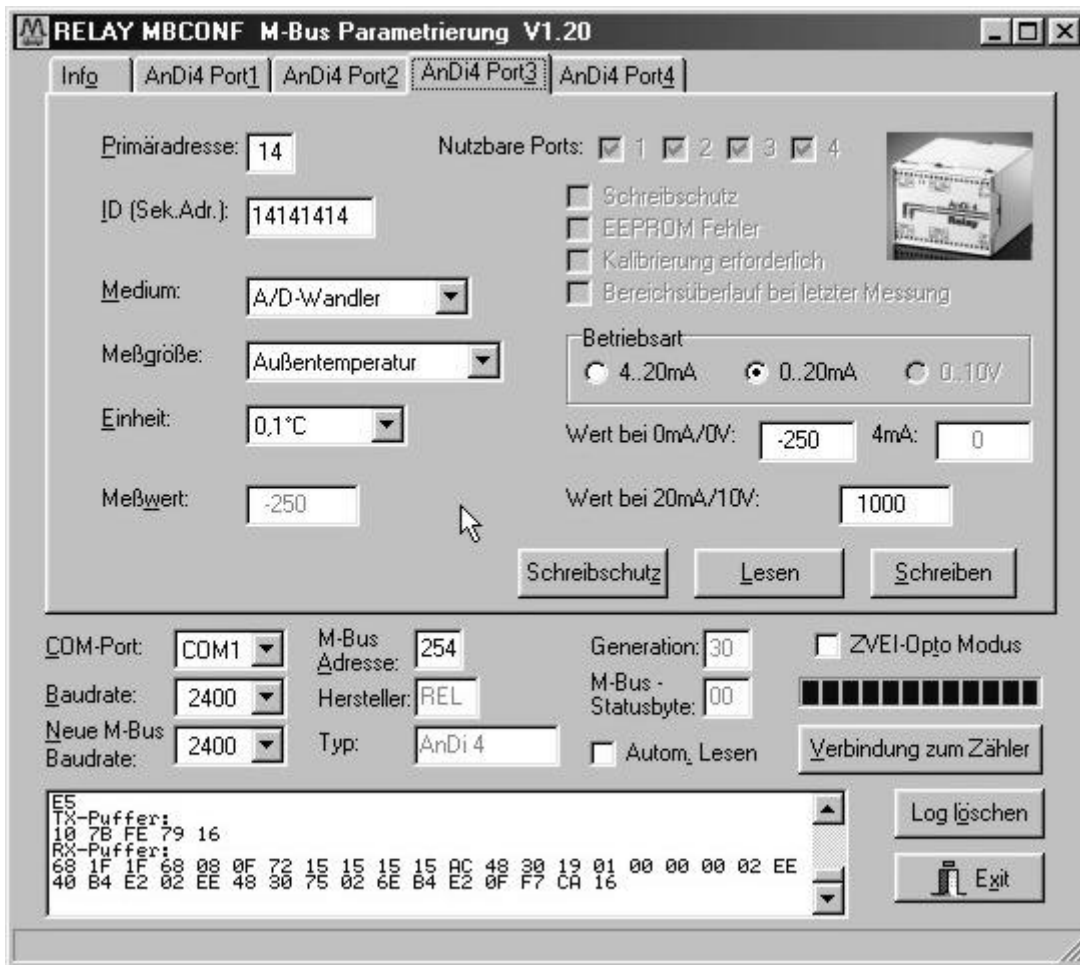 RELAY MBCONF M-Bus Parametrierung V1.20
Info AnDi4 Port1 AnDi4 Port2 AnDi4 Port3 AnDi4 Port4
Primäradresse: 14
Nutzbare Ports: 1 2 3 4
ID (Sek.Adr.): 14141414
Schreibschutz
EEPROM Fehler
Kalibrierung erforderlich
Bereichsüberlauf bei letzter Messung
AnDi 4
Relay
Medium: A/D-Wandler
Meßgröße: Außentemperatur
Betriebsart
4..20mA 0..20mA 0..10V
Einheit: 0,1°C
Wert bei 0mA/0V: -250 4mA: 0
Meßwert: -250
Wert bei 20mA/10V: 1000
Schreibschutz Lesen Schreiben
COM-Port: COM1
M-Bus Adresse: 254
Generation: 30
ZVEI-Opto Modus
Baudrate: 2400
Hersteller: REL
M-Bus - Statusbyte: 00
Neue M-Bus Baudrate: 2400
Typ: AnDi 4
Autom. Lesen
Verbindung zum Zähler
E5
TX-Puffer:
10 7B FE 79 16
RX-Puffer:
68 1F 1F 68 08 0F 72 15 15 15 15 AC 48 30 19 01 00 00 00 02 EE
40 B4 E2 02 EE 48 30 75 02 6E B4 E2 0F F7 CA 16
Log löschen
Exit